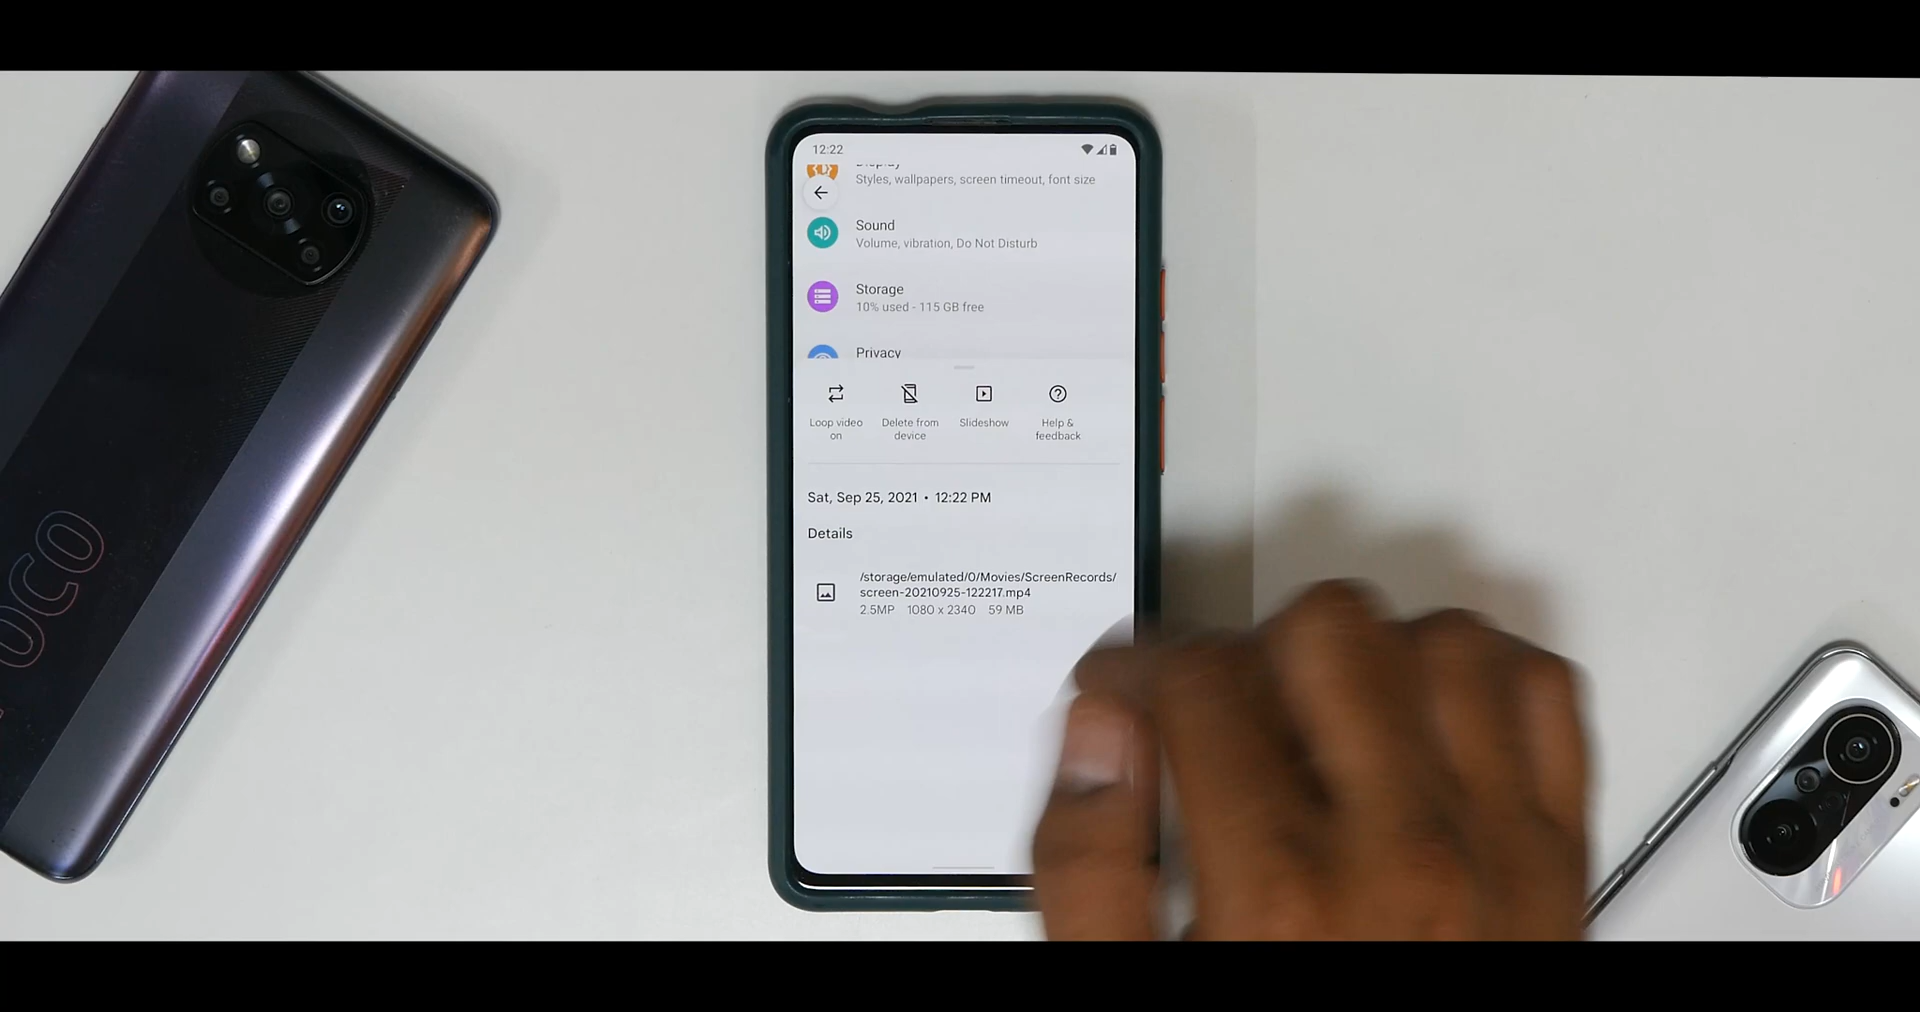 12:22
Display
Styles, wallpapers, screen timeout, font size
Sound
Volume, vibration, Do Not Disturb
Storage
10% used - 115 GB free
Privacy
Loop video
on
Delete from
device
Slideshow
Help &
feedback
Sat, Sep 25, 2021 • 12:22 PM
Details
/storage/emulated/0/Movies/ScreenRecords/
screen-20210925-122217.mp4
2.5MP 1080 x 2340 59 MB
POCO